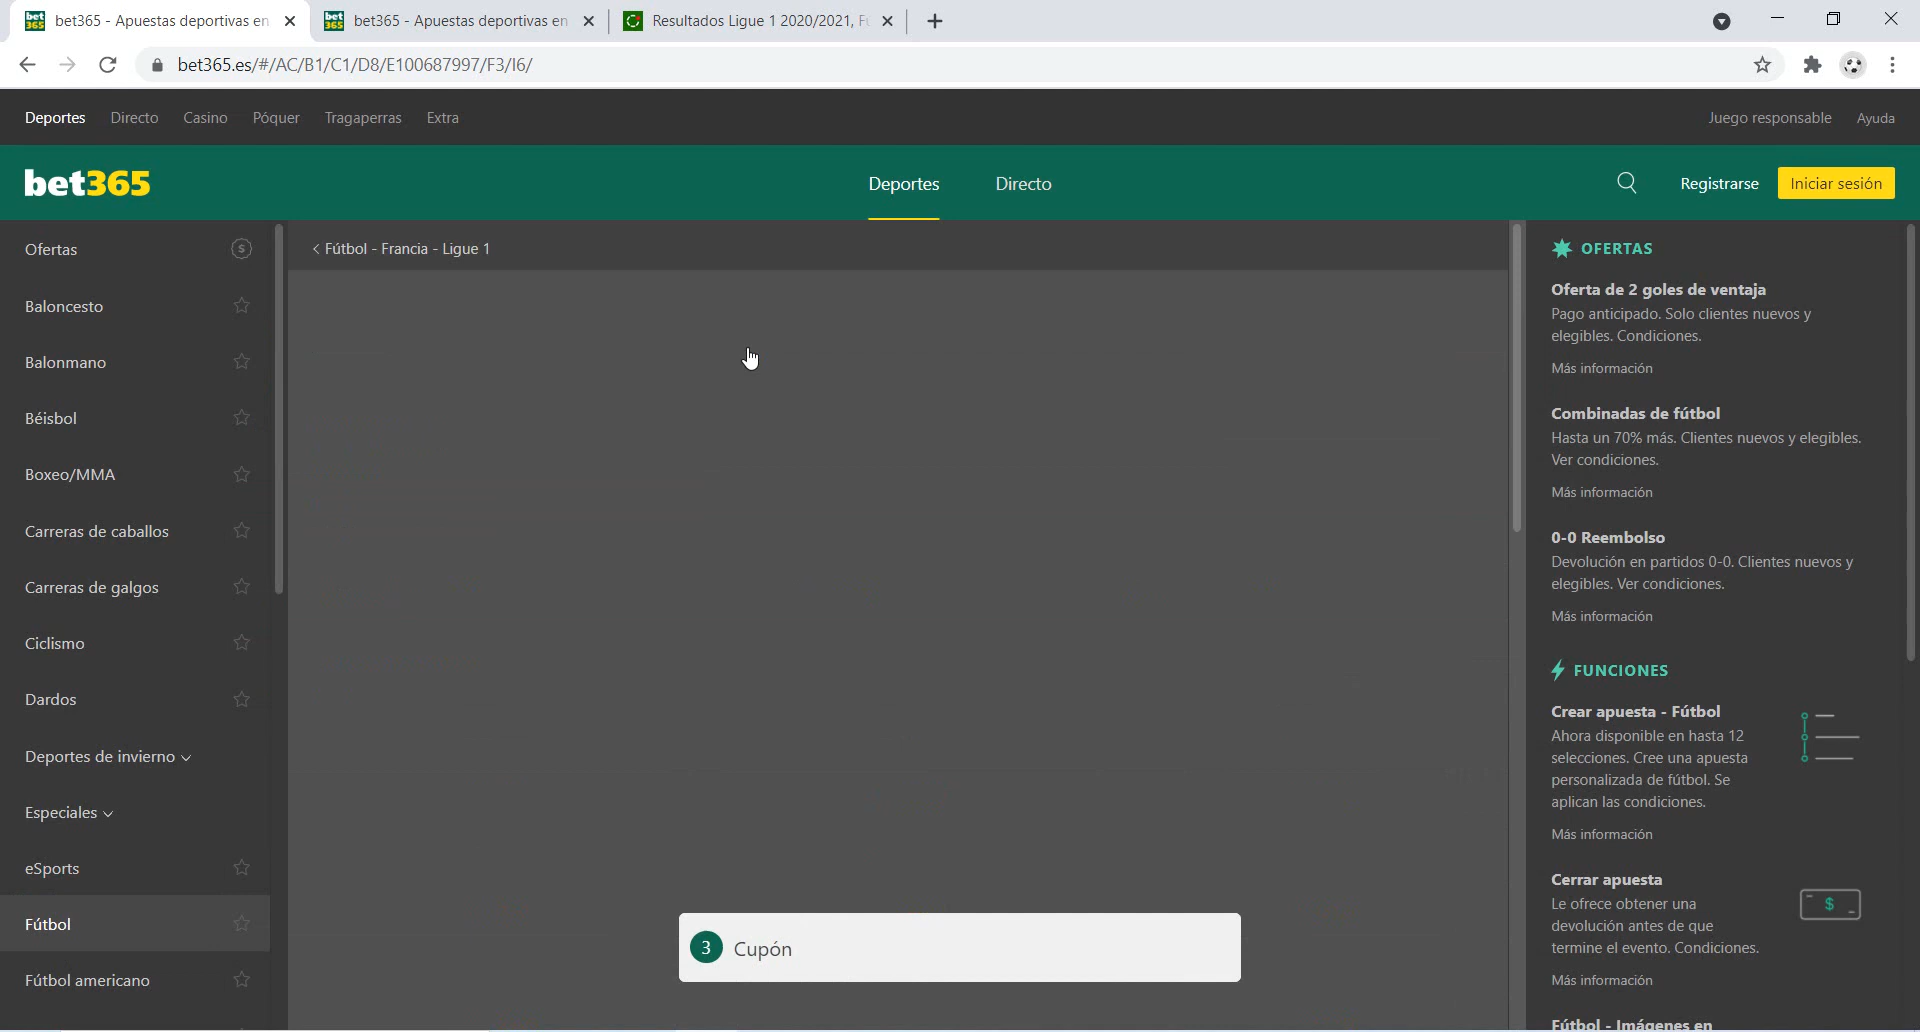 bet365 - Apuestas deportivas en
bet365 - Apuestas deportivas en
Resultados Ligue 1 2020/2021, Fú
bet365.es/#/AC/B1/C1/D8/E100687997/F3/I6/
Deportes Directo Casino Póquer Tragaperras Extra
Juego responsable Ayuda
bet365
Deportes Directo
Registrarse
Iniciar sesión
Ofertas
Baloncesto
Balonmano
Béisbol
Boxeo/MMA
Carreras de caballos
Carreras de galgos
Ciclismo
Dardos
Deportes de invierno
Especiales
eSports
Fútbol
Fútbol americano
Fútbol - Francia - Ligue 1
3 Cupón
OFERTAS
Oferta de 2 goles de ventaja
Pago anticipado. Solo clientes nuevos y
elegibles. Condiciones.
Más información
Combinadas de fútbol
Hasta un 70% más. Clientes nuevos y elegibles.
Ver condiciones.
Más información
0-0 Reembolso
Devolución en partidos 0-0. Clientes nuevos y
elegibles. Ver condiciones.
Más información
FUNCIONES
Crear apuesta - Fútbol
Ahora disponible en hasta 12
selecciones. Cree una apuesta
personalizada de fútbol. Se
aplican las condiciones.
Más información
Cerrar apuesta
Le ofrece obtener una
devolución antes de que
termine el evento. Condiciones.
Más información
Fútbol - Imágenes en